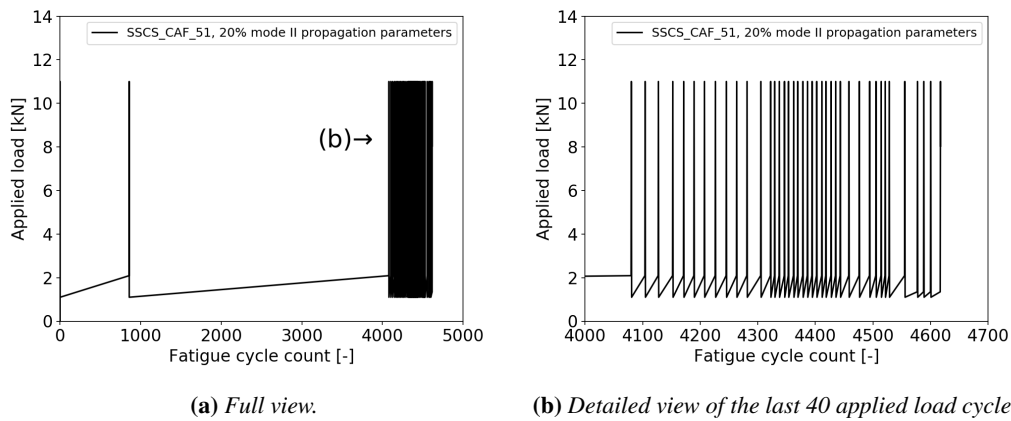 SSCS_CAF_51, 20% mode II propagation parameters
14
12
10
8
6
4
2
0
Applied load [kN]
(b)→
0 1000 2000 3000 4000 5000
Fatigue cycle count [-]
(a) Full view.
SSCS_CAF_51, 20% mode II propagation parameters
14
12
10
8
6
4
2
0
Applied load [kN]
4000 4100 4200 4300 4400 4500 4600 4700
Fatigue cycle count [-]
(b) Detailed view of the last 40 applied load cycle